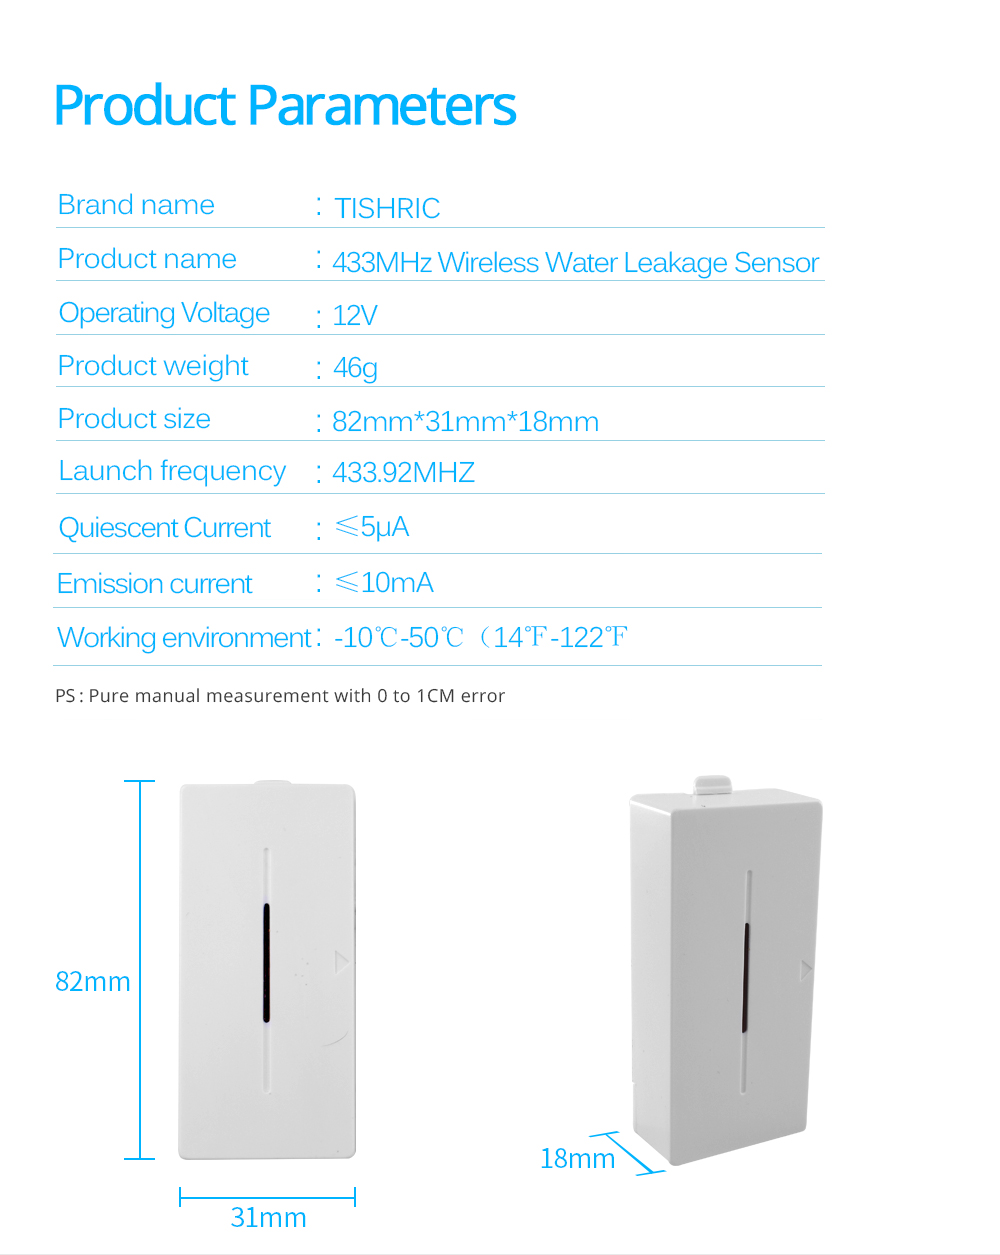 Product Parameters
Brand name : TISHRIC
Product name : 433MHz Wireless Water Leakage Sensor
Operating Voltage : 12V
Product weight : 46g
Product size : 82mm*31mm*18mm
Launch frequency : 433.92MHZ
Quiescent Current : ≤5μA
Emission current : ≤10mA
Working environment : -10℃-50℃（14℉-122℉
PS : Pure manual measurement with 0 to 1CM error
82mm
18mm
31mm